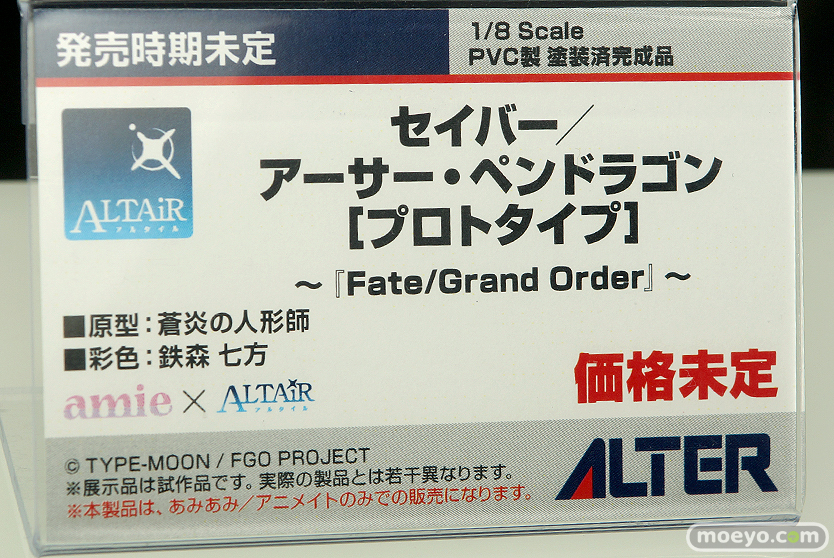 発売時期未定
1/8 Scale
PVC製 塗装済完成品
ALTAiR
アルタイル
セイバー／
アーサー・ペンドラゴン
[プロトタイプ]
～『Fate/Grand Order』～
■原型：蒼炎の人形師
■彩色：鉄森 七方
amie × ALTAiR
アルタイル
価格未定
© TYPE-MOON / FGO PROJECT
※展示品は試作品です。実際の製品とは若干異なります。
※本製品は、あみあみ／アニメイトのみでの販売になります。
ALTER
moeyo.com